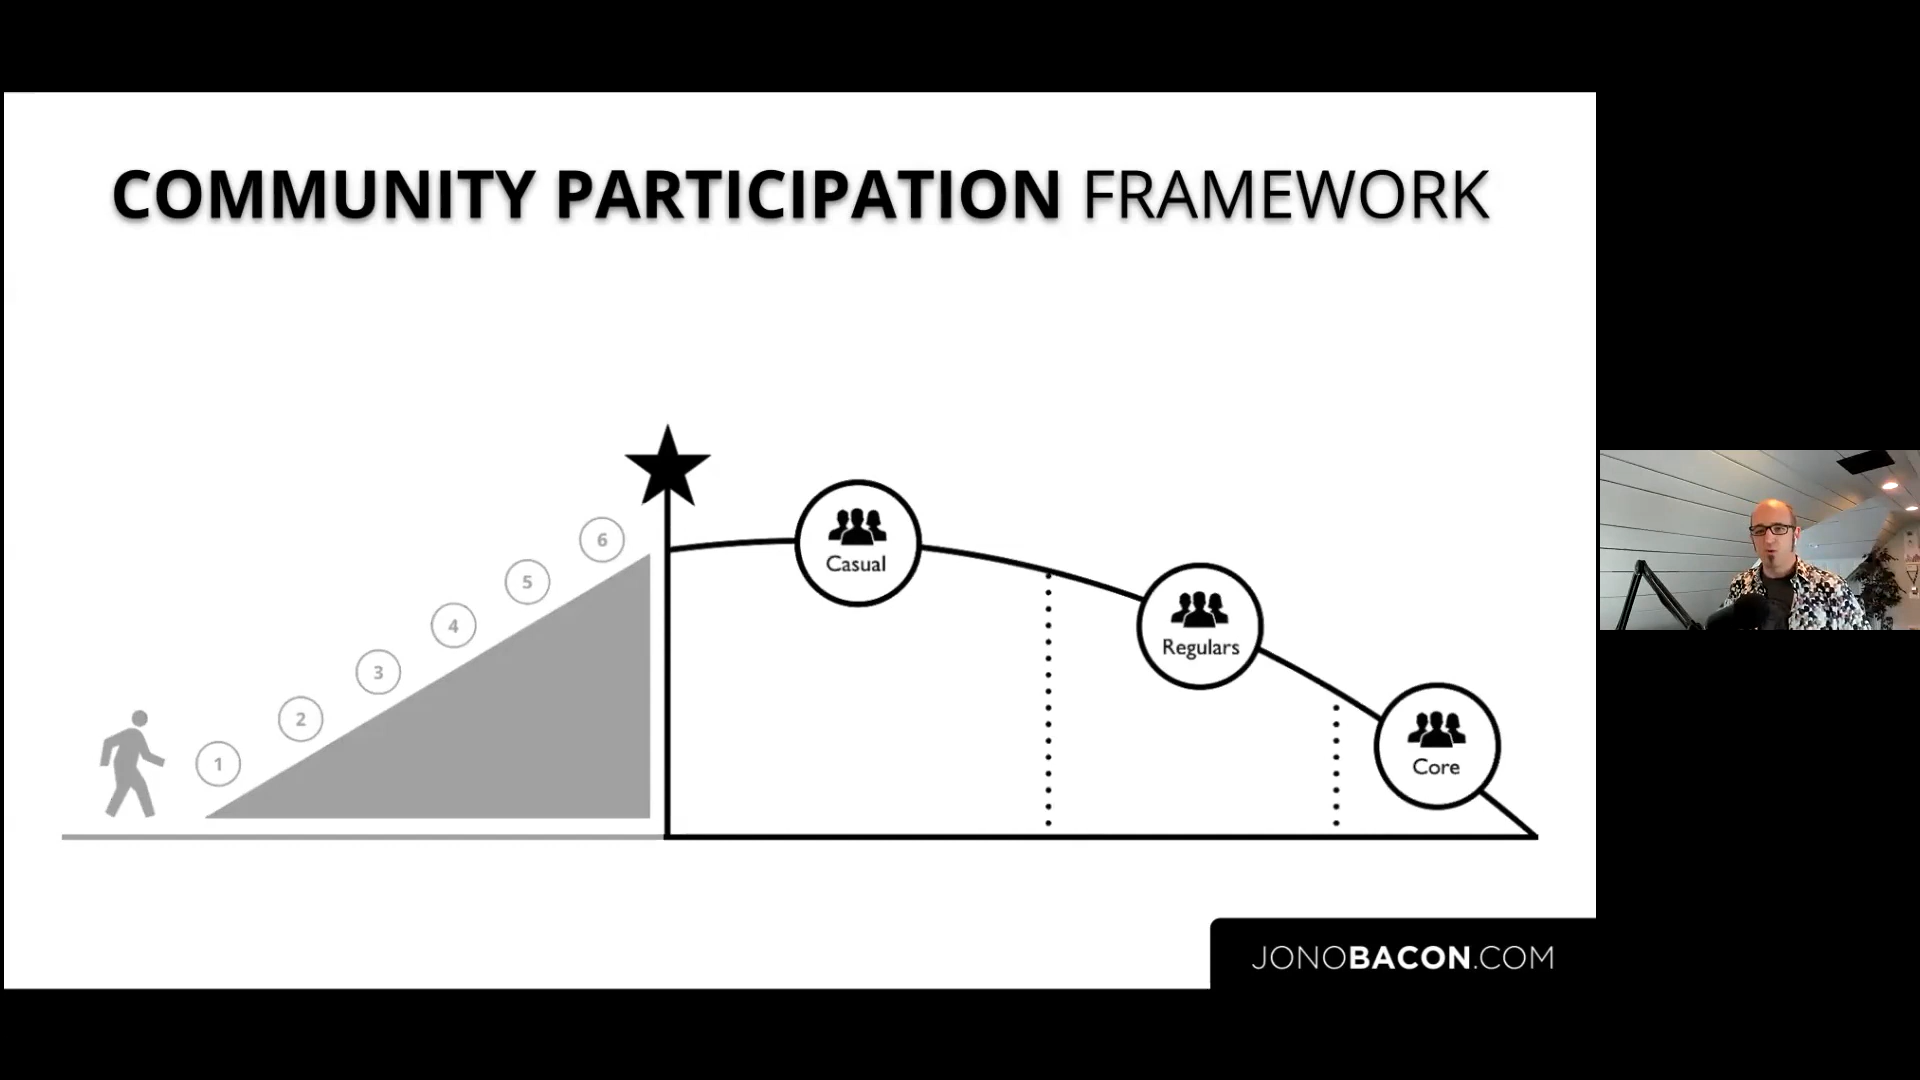 COMMUNITY PARTICIPATION FRAMEWORK
1
2
3
4
5
6
Casual
Regulars
Core
JONOBACON.COM